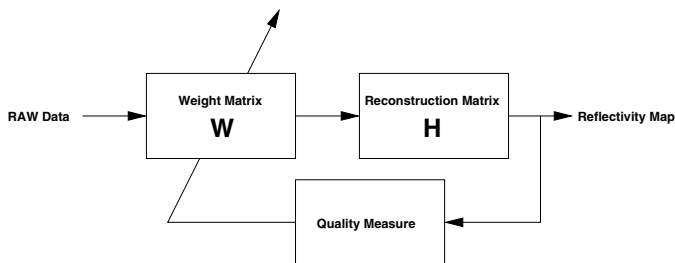 RAW Data
Weight Matrix
W
Reconstruction Matrix
H
Reflectivity Map
Quality Measure